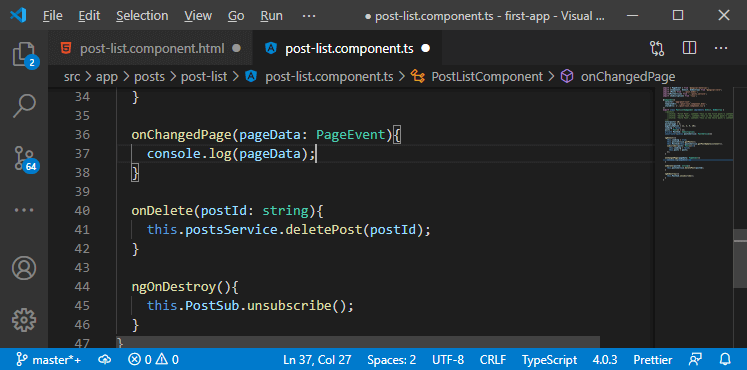 File Edit Selection View Go Run ··· post-list.component.ts - first-app - Visual ...
post-list.component.html ● post-list.component.ts ●
src > app > posts > post-list > post-list.component.ts > PostListComponent > onChangedPage
2
64
34 }
35
36 onChangedPage(pageData: PageEvent){
37 console.log(pageData);
38 }
39
40 onDelete(postId: string){
41 this.postsService.deletePost(postId);
42 }
43
44 ngOnDestroy(){
45 this.PostSub.unsubscribe();
46 }
47 }
master*+ 0 0 Ln 37, Col 27 Spaces: 2 UTF-8 CRLF TypeScript 4.0.3 Prettier